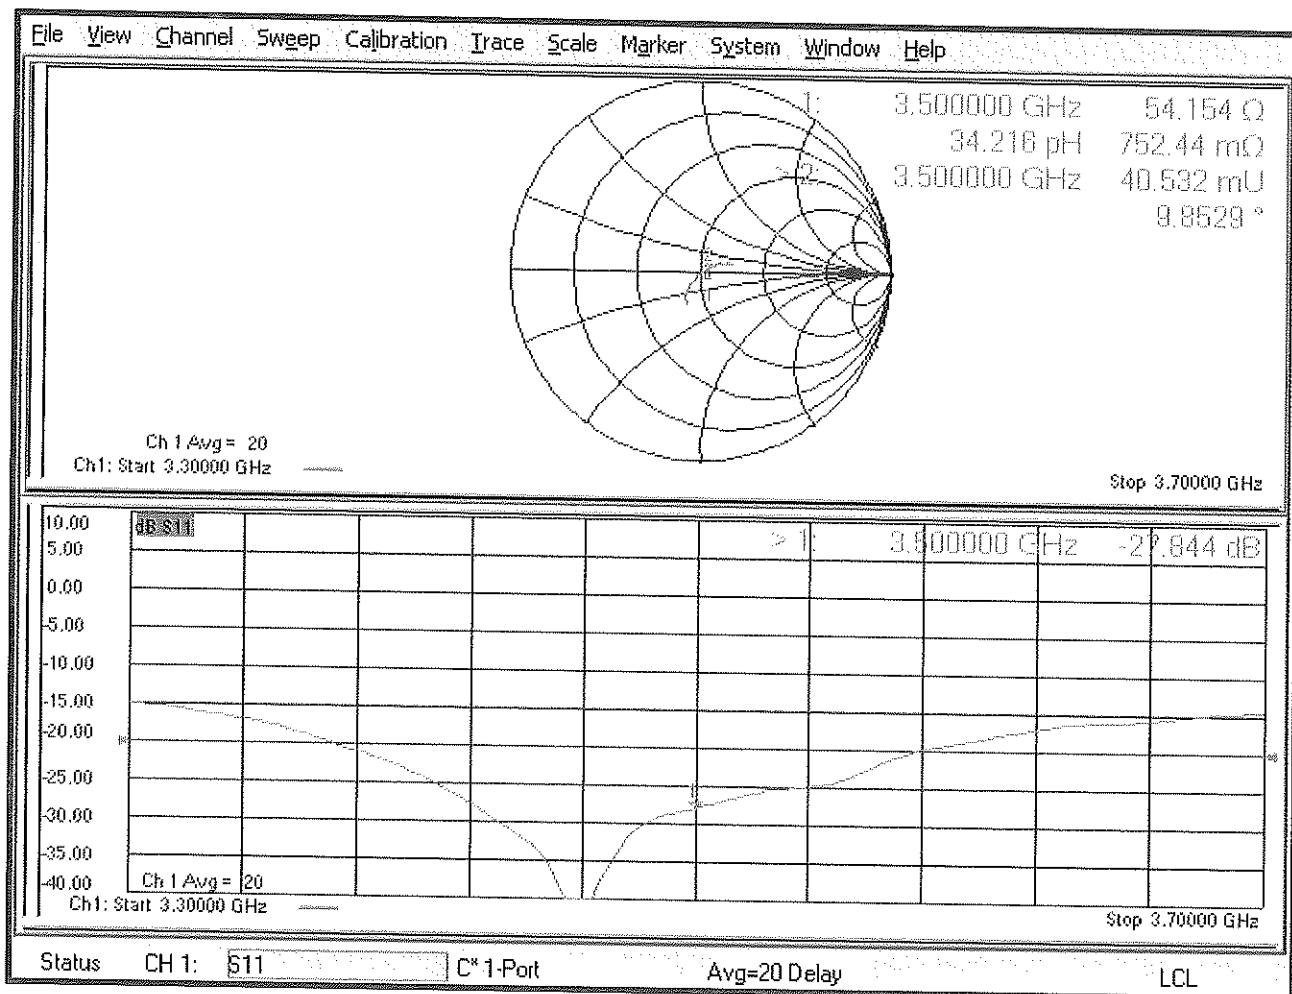 File View Channel Sweep Calibration Trace Scale Marker System Window Help
1: 3.500000 GHz 54.154 Ω
34.216 pH 752.44 mΩ
> 2: 3.500000 GHz 40.532 mU
9.8529 °
Ch 1 Avg = 20
Ch1: Start 3.30000 GHz
Stop 3.70000 GHz
10.00
dB S11
> 1: 3.500000 GHz -27.844 dB
5.00
0.00
-5.00
-10.00
-15.00
-20.00
-25.00
-30.00
-35.00
-40.00
Ch 1 Avg = 20
Ch1: Start 3.30000 GHz
Stop 3.70000 GHz
Status CH 1: S11 C* 1-Port Avg=20 Delay LCL